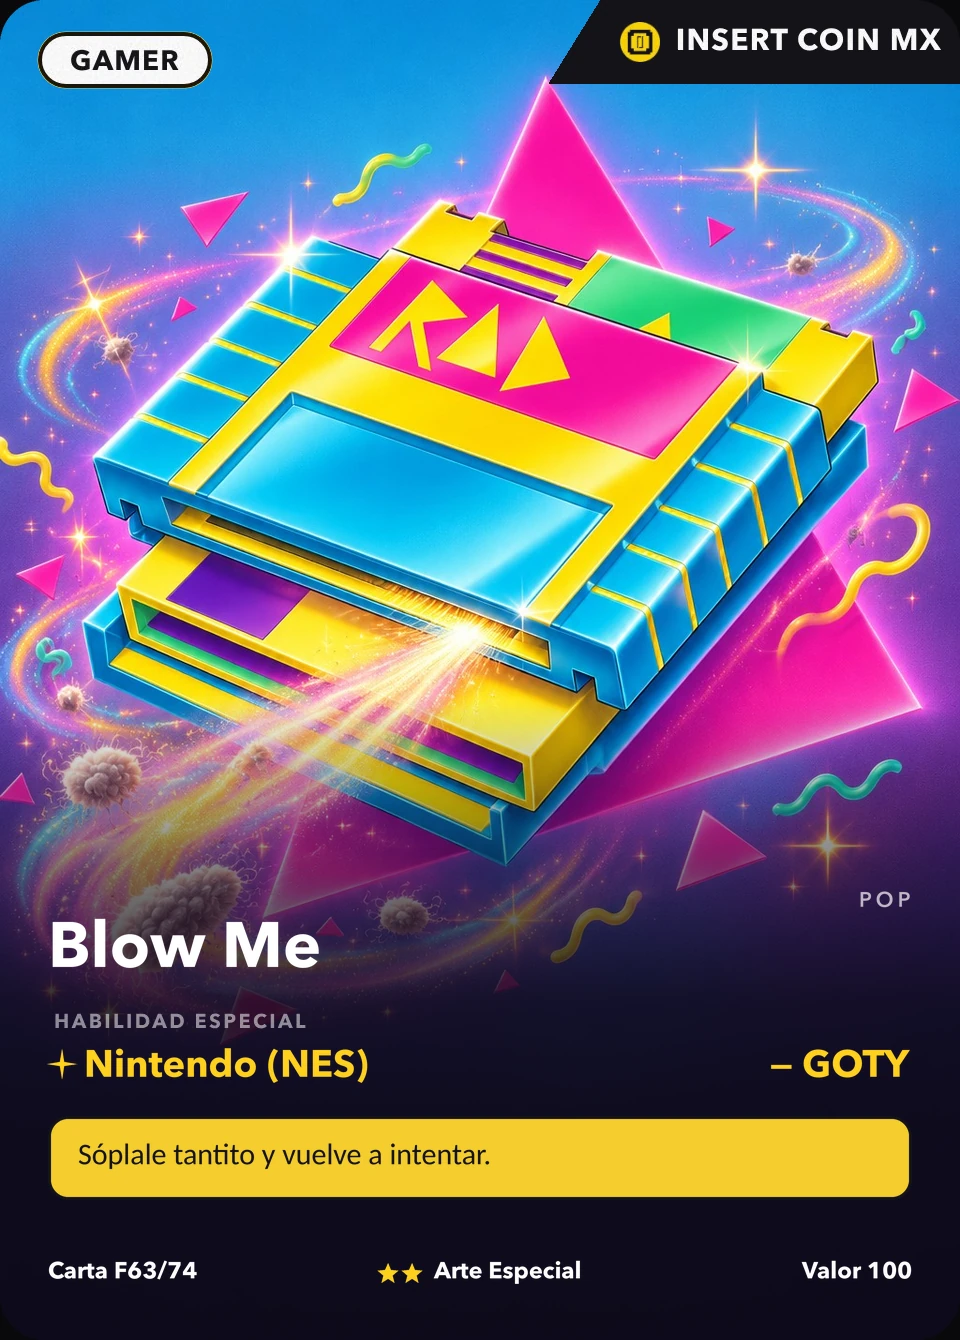 GAMER
INSERT COIN MX
RAD
POP
Blow Me
HABILIDAD ESPECIAL
Nintendo (NES)
– GOTY
Sóplale tantito y vuelve a intentar.
Carta F63/74
Arte Especial
Valor 100